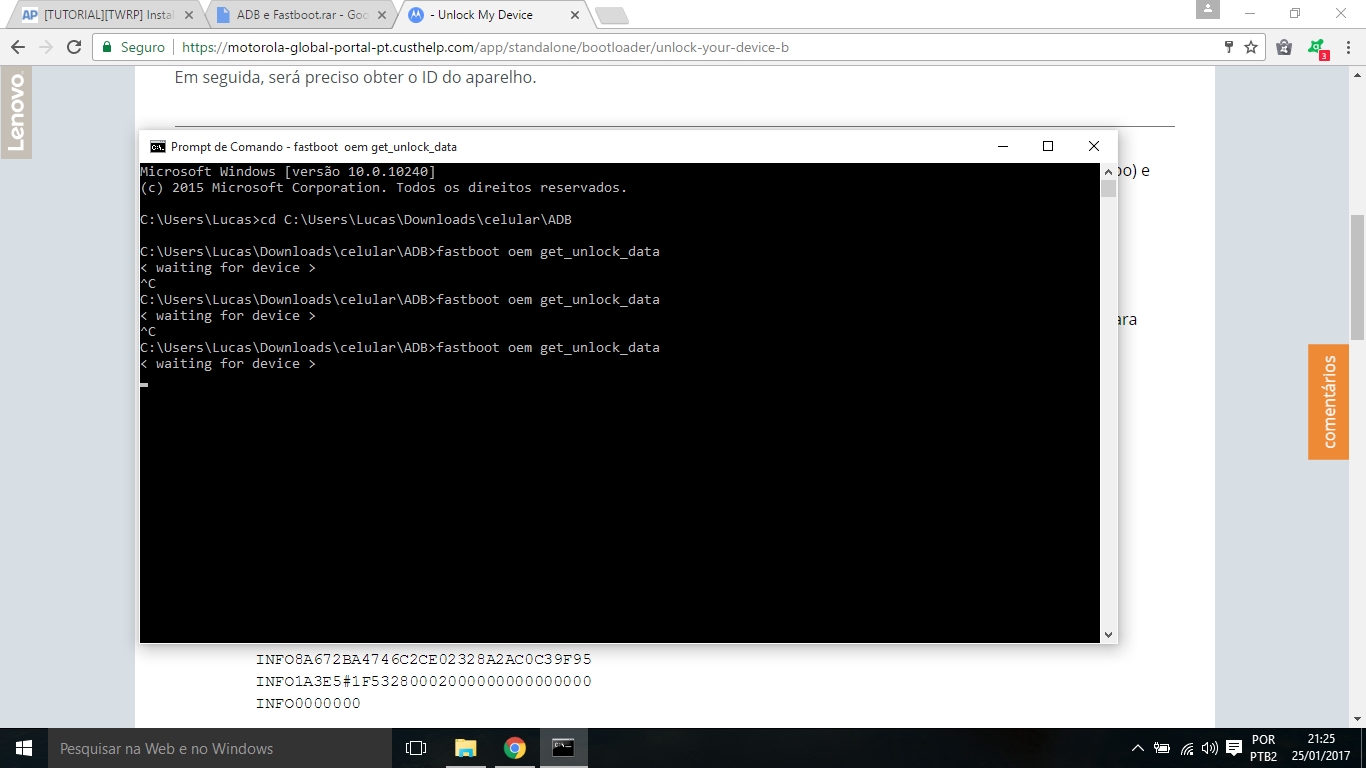 [TUTORIAL][TWRP] Instal
ADB e Fastboot.rar - Goo
- Unlock My Device
Seguro
https://motorola-global-portal-pt.custhelp.com/app/standalone/bootloader/unlock-your-device-b
3
Lenovo
Em seguida, será preciso obter o ID do aparelho.
Prompt de Comando - fastboot oem get_unlock_data
Microsoft Windows [versão 10.0.10240]
(c) 2015 Microsoft Corporation. Todos os direitos reservados.
C:\Users\Lucas>cd C:\Users\Lucas\Downloads\celular\ADB
C:\Users\Lucas\Downloads\celular\ADB>fastboot oem get_unlock_data
< waiting for device >
^C
C:\Users\Lucas\Downloads\celular\ADB>fastboot oem get_unlock_data
< waiting for device >
^C
C:\Users\Lucas\Downloads\celular\ADB>fastboot oem get_unlock_data
< waiting for device >
po) e
ara
comentários
INFO8A672BA4746C2CE02328A2AC0C39F95
INFO1A3E5#1F53280002000000000000000
INFO0000000
Pesquisar na Web e no Windows
POR
PTB2
21:25
25/01/2017